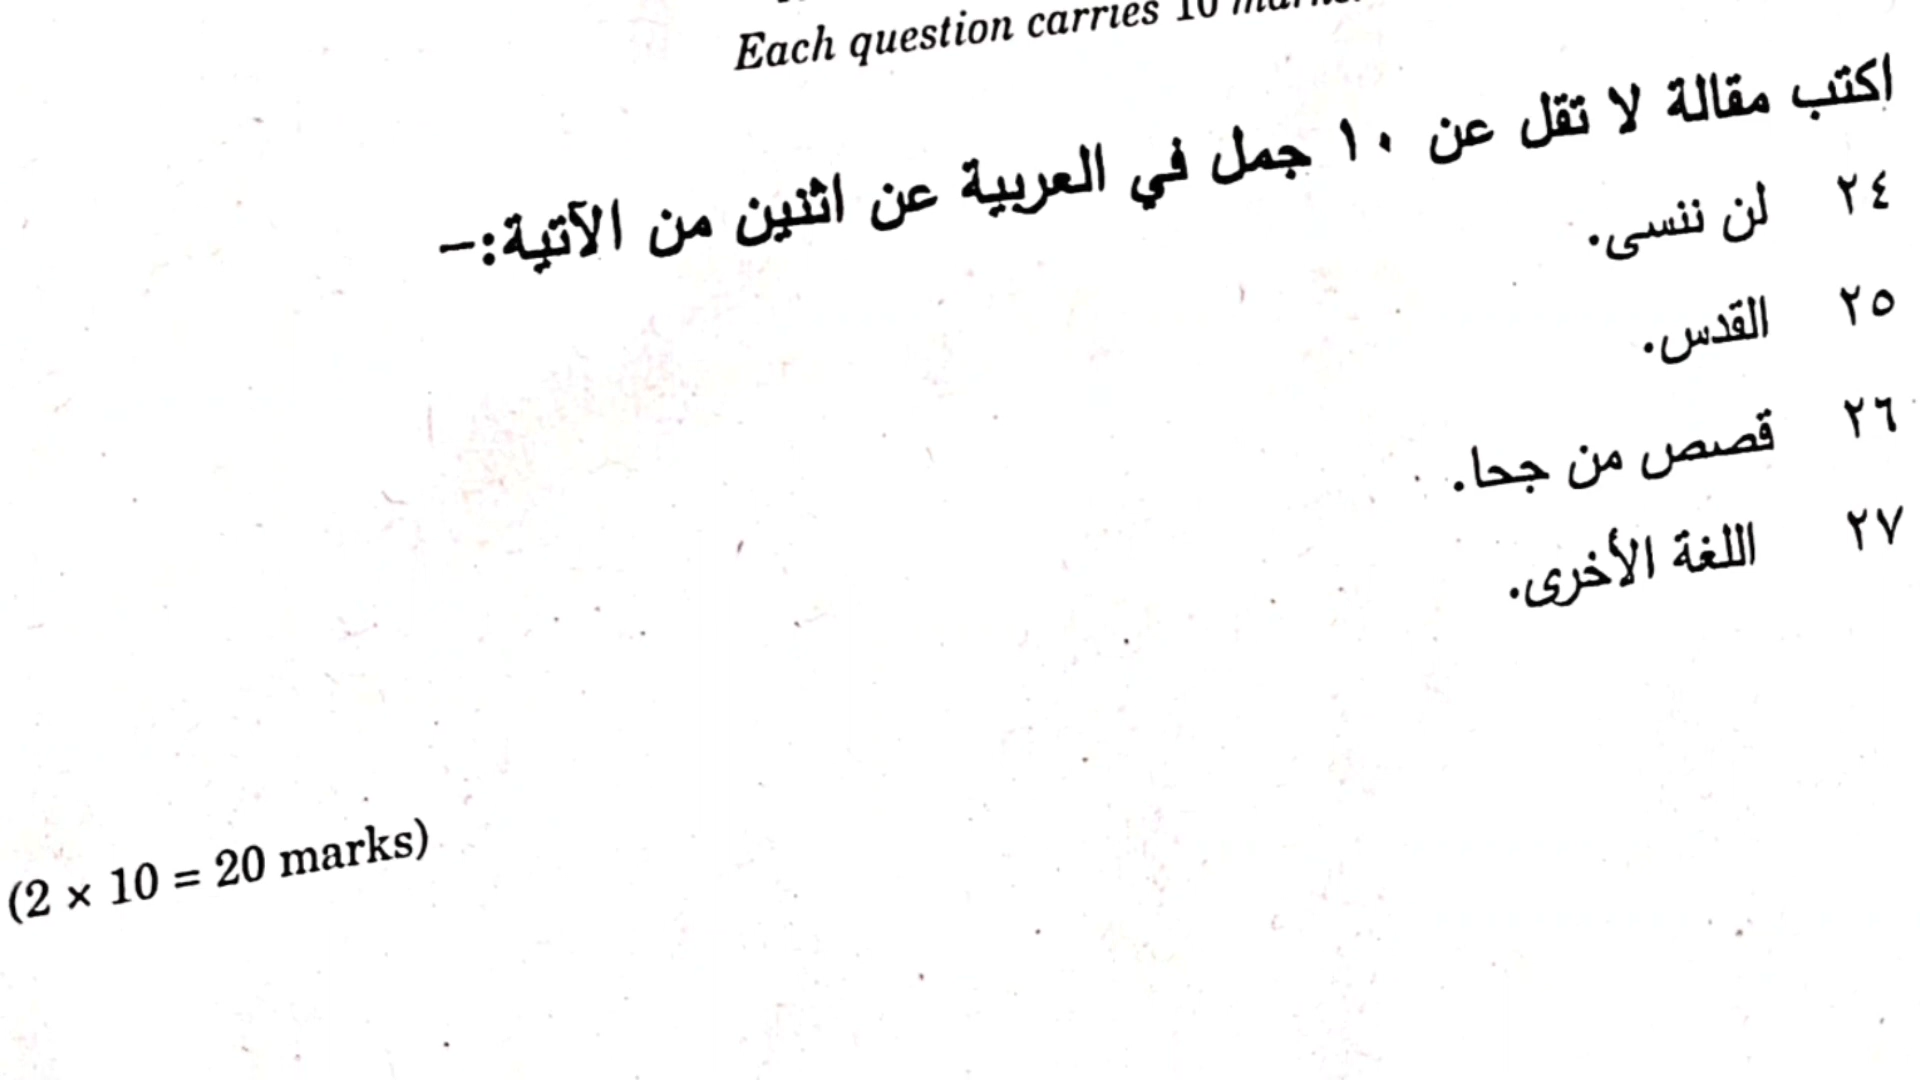 Each question carries 10
اكتب مقالة لا تقل عن ١٠ جمل في العربية عن اثنين من الآتية:–
٢٤ لن ننسى.
٢٥ القدس.
٢٦ قصص من جحا.
٢٧ اللغة الأخرى.
(2 × 10 = 20 marks)